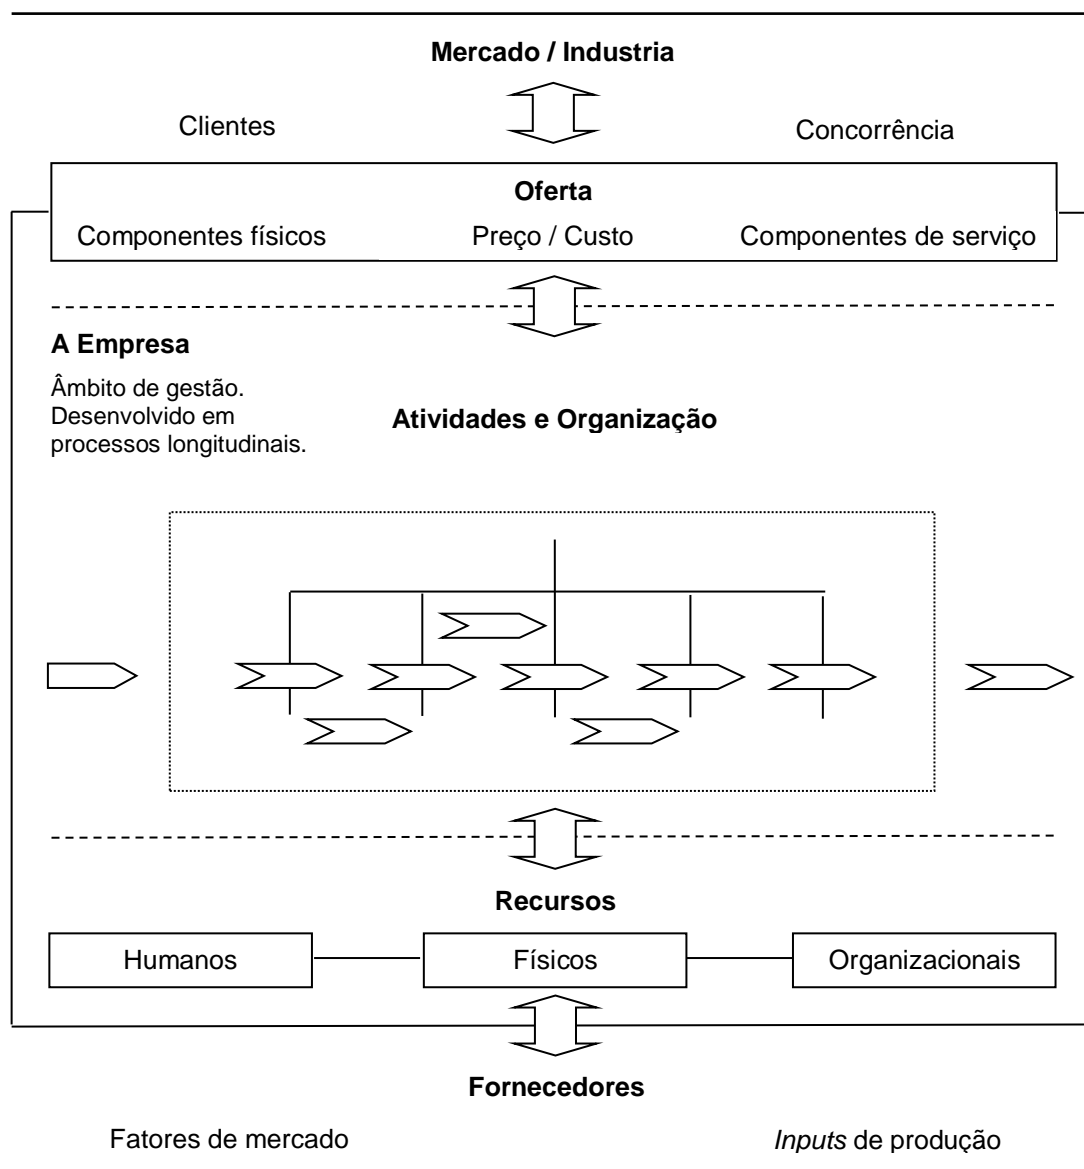 Mercado / Industria
Clientes
Concorrência
Oferta
Componentes físicos
Preço / Custo
Componentes de serviço
A Empresa
Âmbito de gestão.
Desenvolvido em
processos longitudinais.
Atividades e Organização
Recursos
Humanos
Físicos
Organizacionais
Fornecedores
Fatores de mercado
Inputs de produção